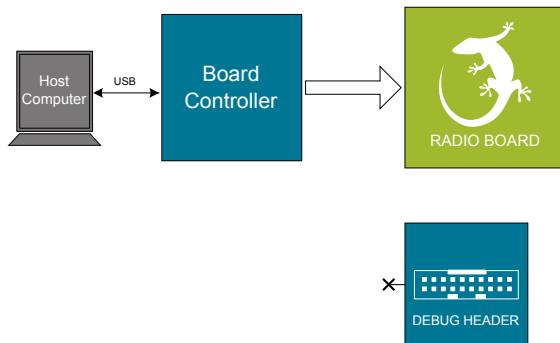 Host
Computer
USB
Board
Controller
RADIO BOARD
DEBUG HEADER